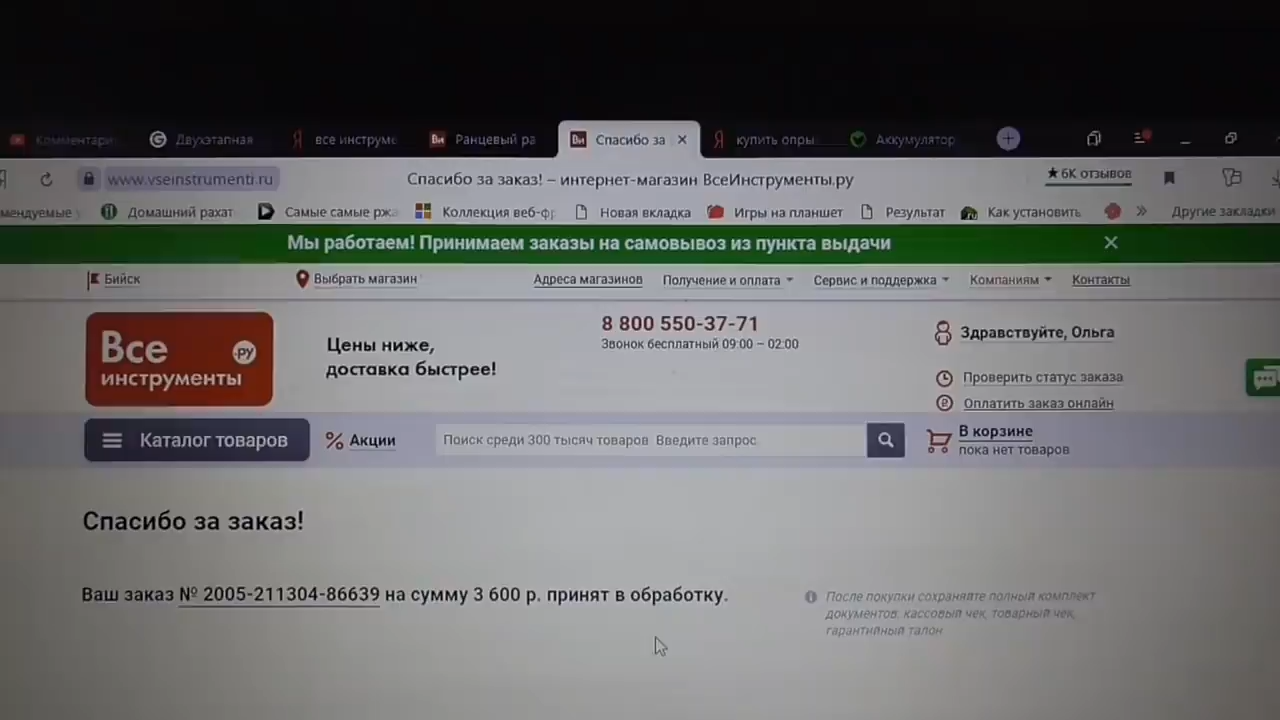 Комментари
Двухэтапная
все инструме
Ранцевый ра
Спасибо за
купить опры
Аккумулятор
www.vseinstrumenti.ru
Спасибо за заказ! – интернет-магазин ВсеИнструменты.ру
★6K отзывов
мендуемые
Домашний рахат
Самые самые ржа
Коллекция веб-фр
Новая вкладка
Игры на планшет
Результат
Как установить
»
Другие закладки
Мы работаем! Принимаем заказы на самовывоз из пункта выдачи
Бийск
Выбрать магазин
Адреса магазинов
Получение и оплата
Сервис и поддержка
Компаниям
Контакты
Все
.РУ
инструменты
Цены ниже,
доставка быстрее!
8 800 550-37-71
Звонок бесплатный 09:00 – 02:00
Здравствуйте, Ольга
Проверить статус заказа
Оплатить заказ онлайн
Каталог товаров
% Акции
Поиск среди 300 тысяч товаров Введите запрос
В корзине
пока нет товаров
Спасибо за заказ!
Ваш заказ № 2005-211304-86639 на сумму 3 600 р. принят в обработку.
После покупки сохраняйте полный комплект
документов: кассовый чек, товарный чек,
гарантийный талон